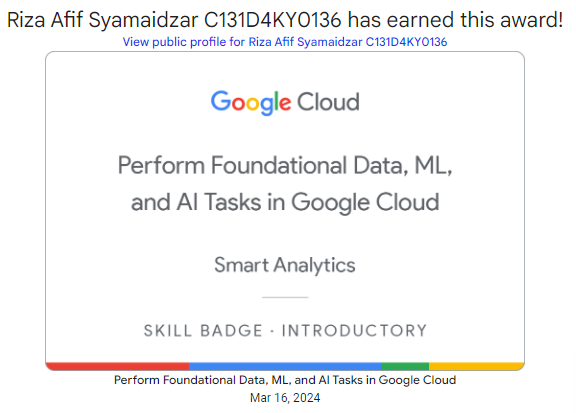 Riza Afif Syamaidzar C131D4KY0136 has earned this award!
View public profile for Riza Afif Syamaidzar C131D4KY0136
Google Cloud
Perform Foundational Data, ML,
and AI Tasks in Google Cloud
Smart Analytics
SKILL BADGE · INTRODUCTORY
Perform Foundational Data, ML, and AI Tasks in Google Cloud
Mar 16, 2024